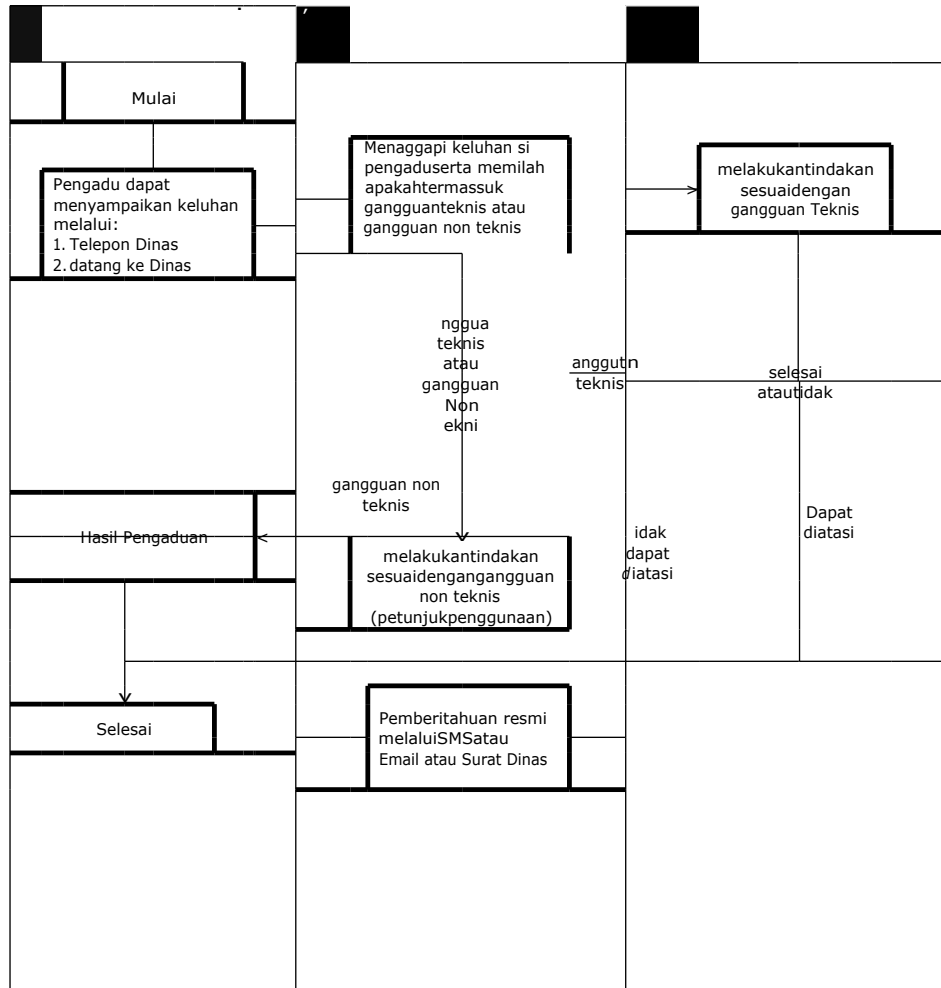 Mulai
Pengadu dapat
menyampaikan keluhan
melalui:
1. Telepon Dinas
2. datang ke Dinas
Menaggapi keluhan si
pengaduserta memilah
apakahtermassuk
gangguanteknis atau
gangguan non teknis
melakukantindakan
sesuaidengan
gangguan Teknis
nggua
teknis
atau
gangguan
Non
ekni
anggutn
teknis
selesai
atautidak
gangguan non
teknis
Hasil Pengaduan
melakukantindakan
sesuaidengangangguan
non teknis
(petunjukpenggunaan)
idak
dapat
diatasi
Dapat
diatasi
Selesai
Pemberitahuan resmi
melaluiSMSatau
Email atau Surat Dinas